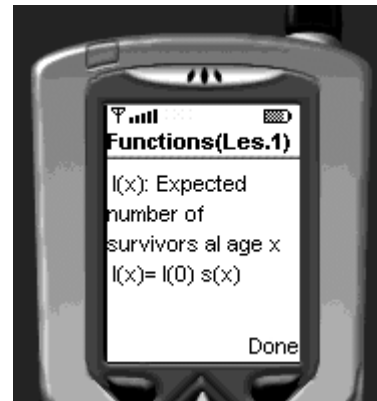 Functions(Les.1)
l(x): Expected
number of
survivors al age x
l(x)= l(0) s(x)
Done